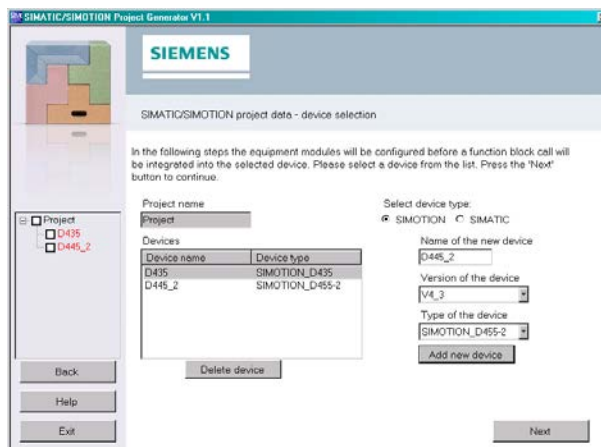 SIMATIC/SIMOTION Project Generator V1.1
SIEMENS
SIMATIC/SIMOTION project data - device selection
In the following steps the equipment modules will be configured before a function block call will
be integrated into the selected device. Please select a device from the list. Press the 'Next'
button to continue.
Project
D435
D445_2
Project name
Project
Devices
Device name Device type
D435 SIMOTION_D435
D445_2 SIMOTION_D455-2
Delete device
Select device type:
SIMOTION SIMATIC
Name of the new device
D445_2
Version of the device
V4_3
Type of the device
SIMOTION_D455-2
Add new device
Back
Help
Exit
Next